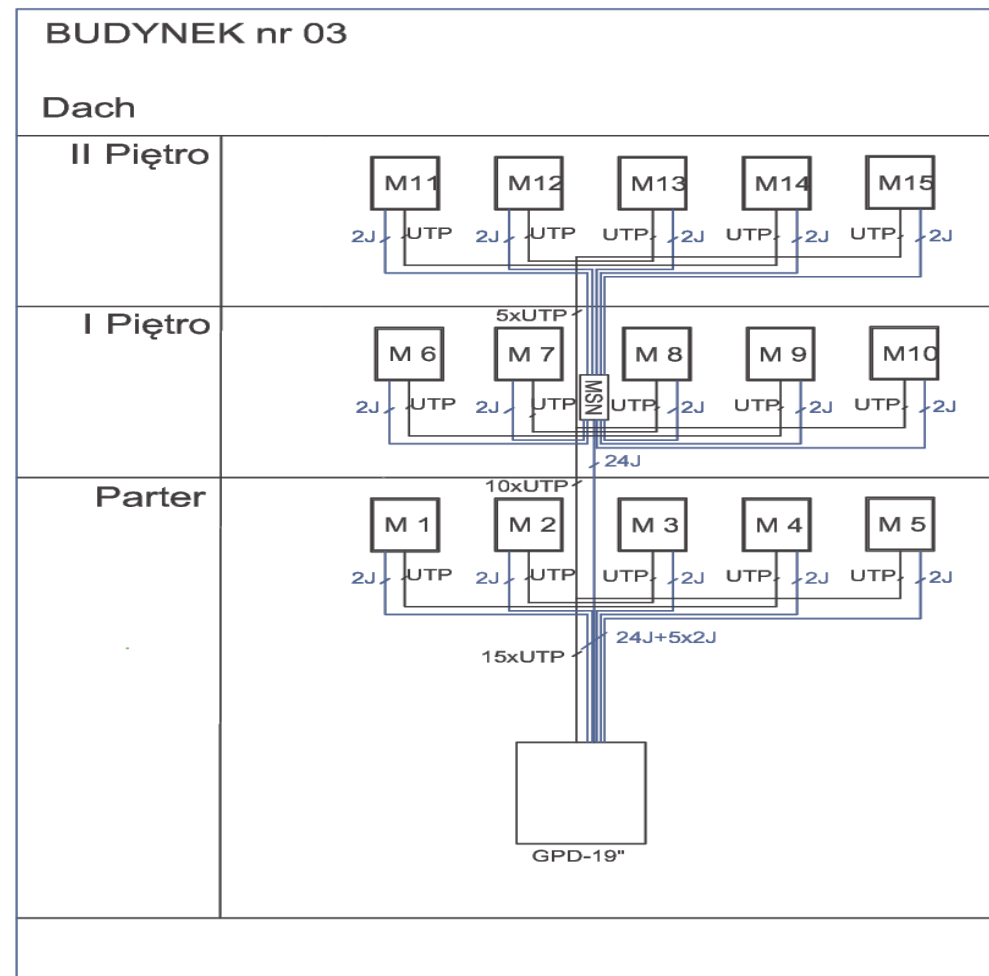 BUDYNEK nr 03
Dach
II Piętro
M11 M12 M13 M14 M15
2J UTP 2J UTP UTP 2J UTP 2J UTP 2J
5xUTP
I Piętro
M 6 M 7 M 8 M 9 M10
MSN
2J UTP 2J UTP UTP 2J UTP 2J UTP 2J
24J
10xUTP
Parter
M 1 M 2 M 3 M 4 M 5
2J UTP 2J UTP UTP 2J UTP 2J UTP 2J
24J+5x2J
15xUTP
GPD-19"